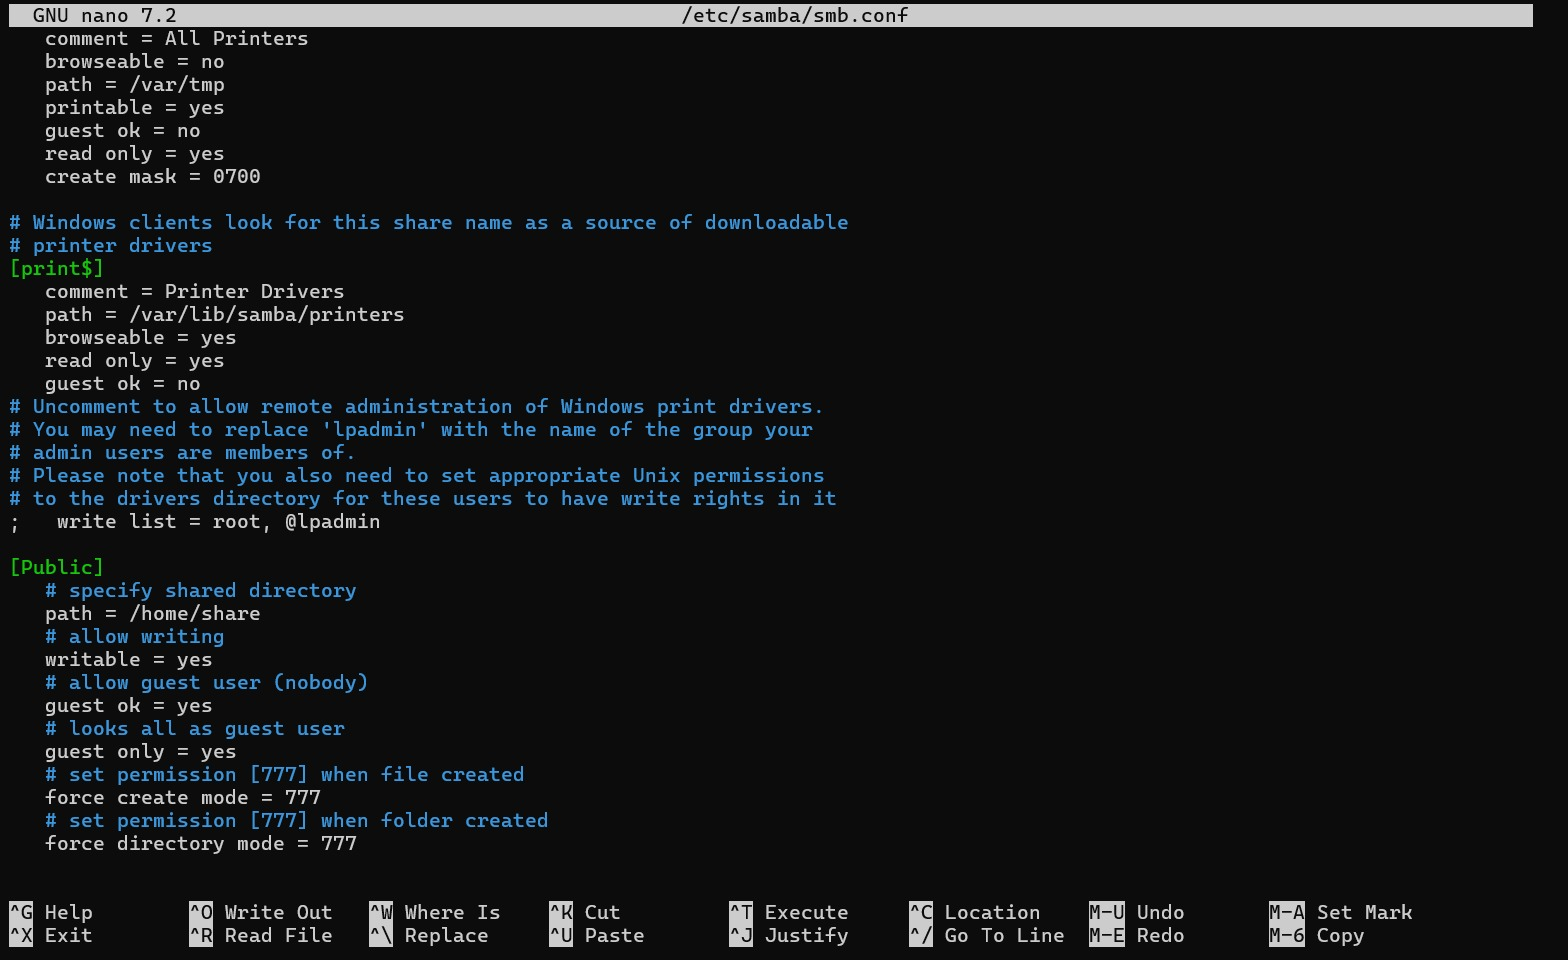 GNU nano 7.2 /etc/samba/smb.conf
comment = All Printers
browseable = no
path = /var/tmp
printable = yes
guest ok = no
read only = yes
create mask = 0700
# Windows clients look for this share name as a source of downloadable
# printer drivers
[print$]
comment = Printer Drivers
path = /var/lib/samba/printers
browseable = yes
read only = yes
guest ok = no
# Uncomment to allow remote administration of Windows print drivers.
# You may need to replace 'lpadmin' with the name of the group your
# admin users are members of.
# Please note that you also need to set appropriate Unix permissions
# to the drivers directory for these users to have write rights in it
;   write list = root, @lpadmin
[Public]
# specify shared directory
path = /home/share
# allow writing
writable = yes
# allow guest user (nobody)
guest ok = yes
# looks all as guest user
guest only = yes
# set permission [777] when file created
force create mode = 777
# set permission [777] when folder created
force directory mode = 777
^G Help ^O Write Out ^W Where Is ^K Cut ^T Execute ^C Location M-U Undo M-A Set Mark
^X Exit ^R Read File ^\ Replace ^U Paste ^J Justify ^/ Go To Line M-E Redo M-6 Copy